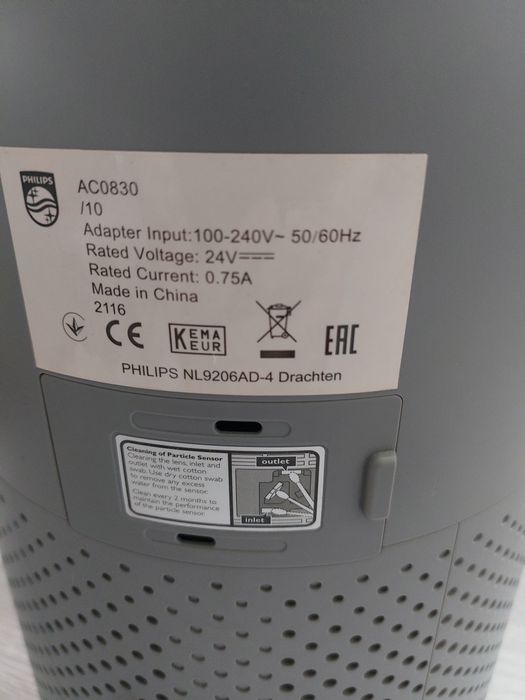 PHILIPS
AC0830
/10
Adapter Input:100-240V~ 50/60Hz
Rated Voltage: 24V
Rated Current: 0.75A
Made in China
2116
CE
KEMA
KEUR
EAC
PHILIPS NL9206AD-4 Drachten
Cleaning of Particle Sensor
Cleaning the lens, inlet and
outlet with wet cotton
swab. Use dry cotton swab
to remove any excess
water from the sensor.
Clean every 2 months to
maintain the performance
of the particle sensor.
outlet
inlet